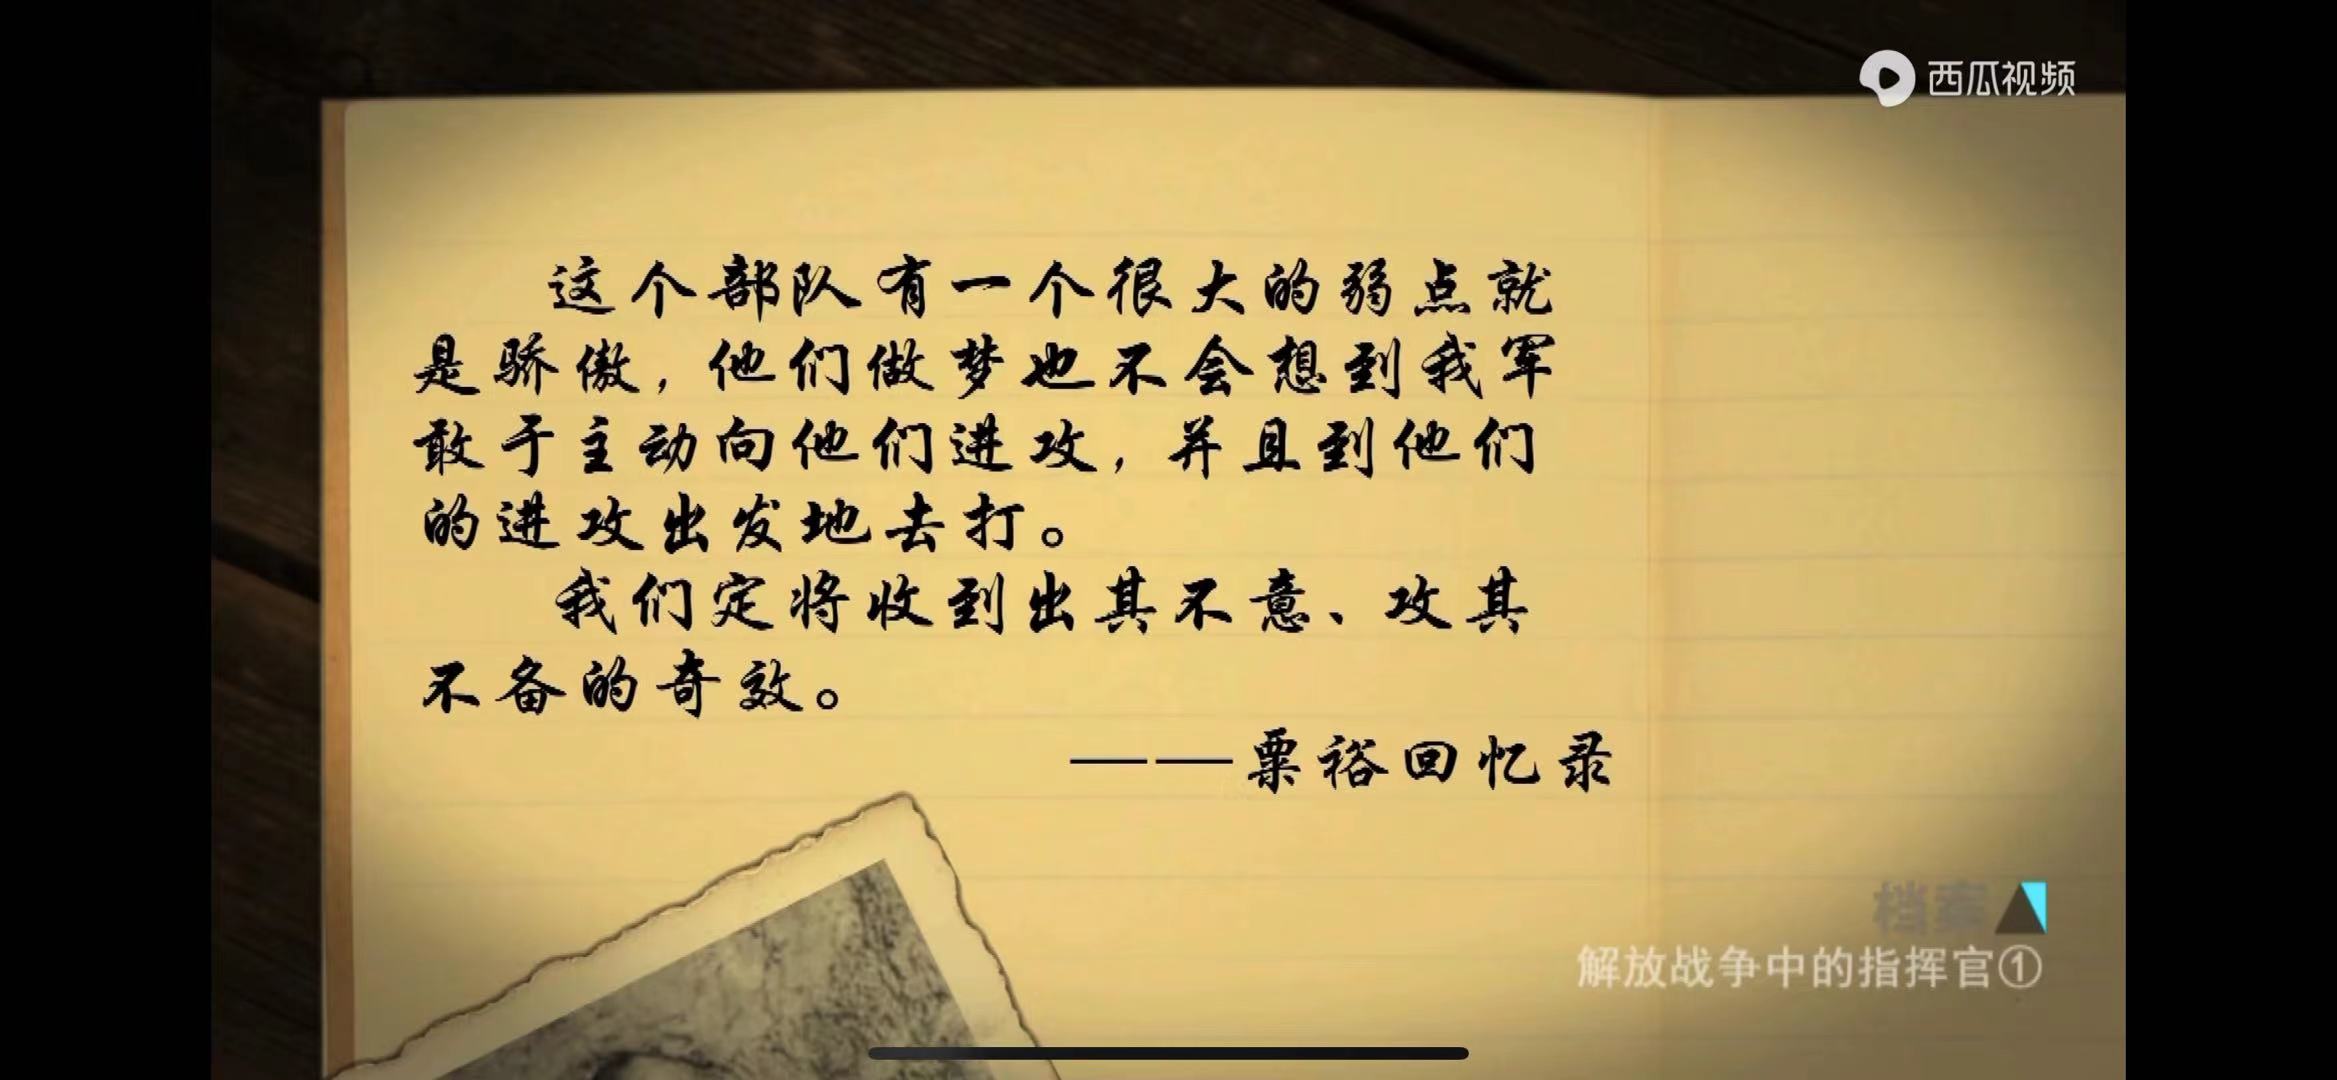 西瓜视频
这个部队有一个很大的弱点就
是骄傲，他们做梦也不会想到我军
敢于主动向他们进攻，并且到他们
的进攻出发地去打。
我们定将收到出其不意、攻其
不备的奇效。
——粟裕回忆录
档案
解放战争中的指挥官①